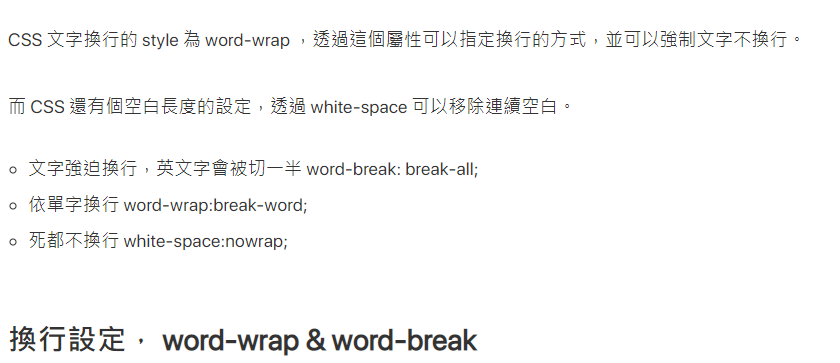 CSS 文字換行的 style 為 word-wrap ，透過這個屬性可以指定換行的方式，並可以強制文字不換行。
而 CSS 還有個空白長度的設定，透過 white-space 可以移除連續空白。
文字強迫換行，英文字會被切一半 word-break: break-all;
依單字換行 word-wrap:break-word;
死都不換行 white-space:nowrap;
換行設定， word-wrap & word-break